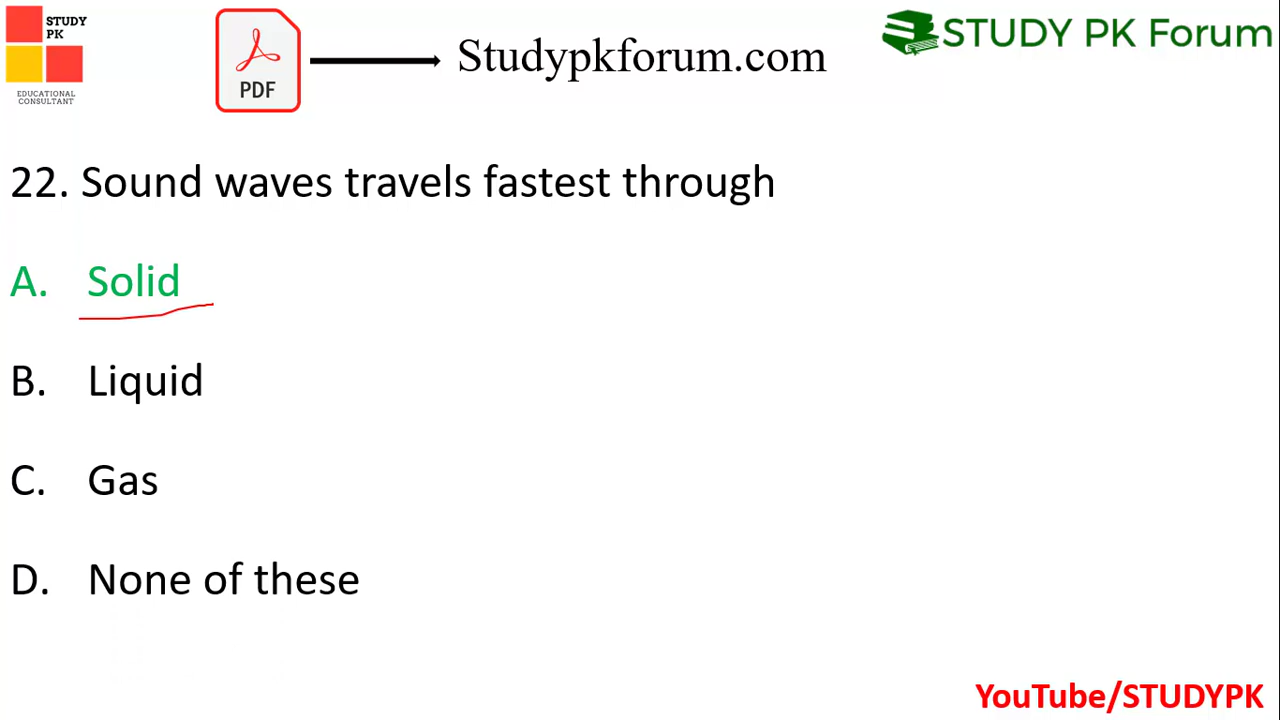 STUDY
PK
EDUCATIONAL
CONSULTANT
PDF
Studypkforum.com
STUDY PK Forum
22. Sound waves travels fastest through
A. Solid
B. Liquid
C. Gas
D. None of these
YouTube/STUDYPK